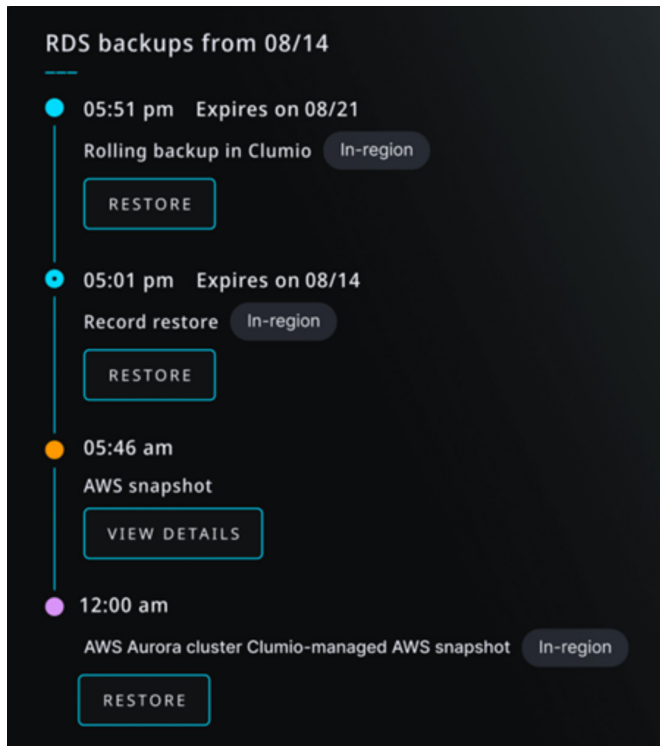 RDS backups from 08/14
05:51 pm Expires on 08/21
Rolling backup in Clumio In-region
RESTORE
05:01 pm Expires on 08/14
Record restore In-region
RESTORE
05:46 am
AWS snapshot
VIEW DETAILS
12:00 am
AWS Aurora cluster Clumio-managed AWS snapshot In-region
RESTORE